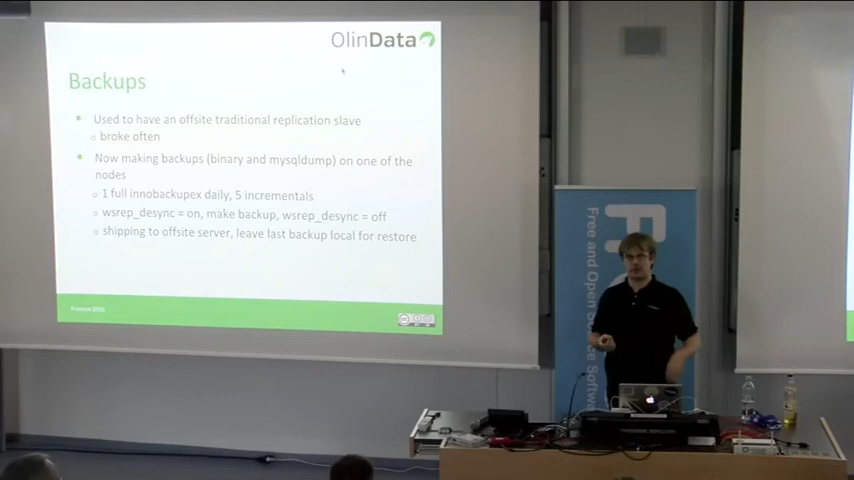 OlinData
Backups
Used to have an offsite traditional replication slave
broke often
Now making backups (binary and mysqldump) on one of the
nodes
1 full innobackupex daily, 5 incrementals
wsrep_desync = on, make backup, wsrep_desync = off
shipping to offsite server, leave last backup local for restore
Free and Open
Software